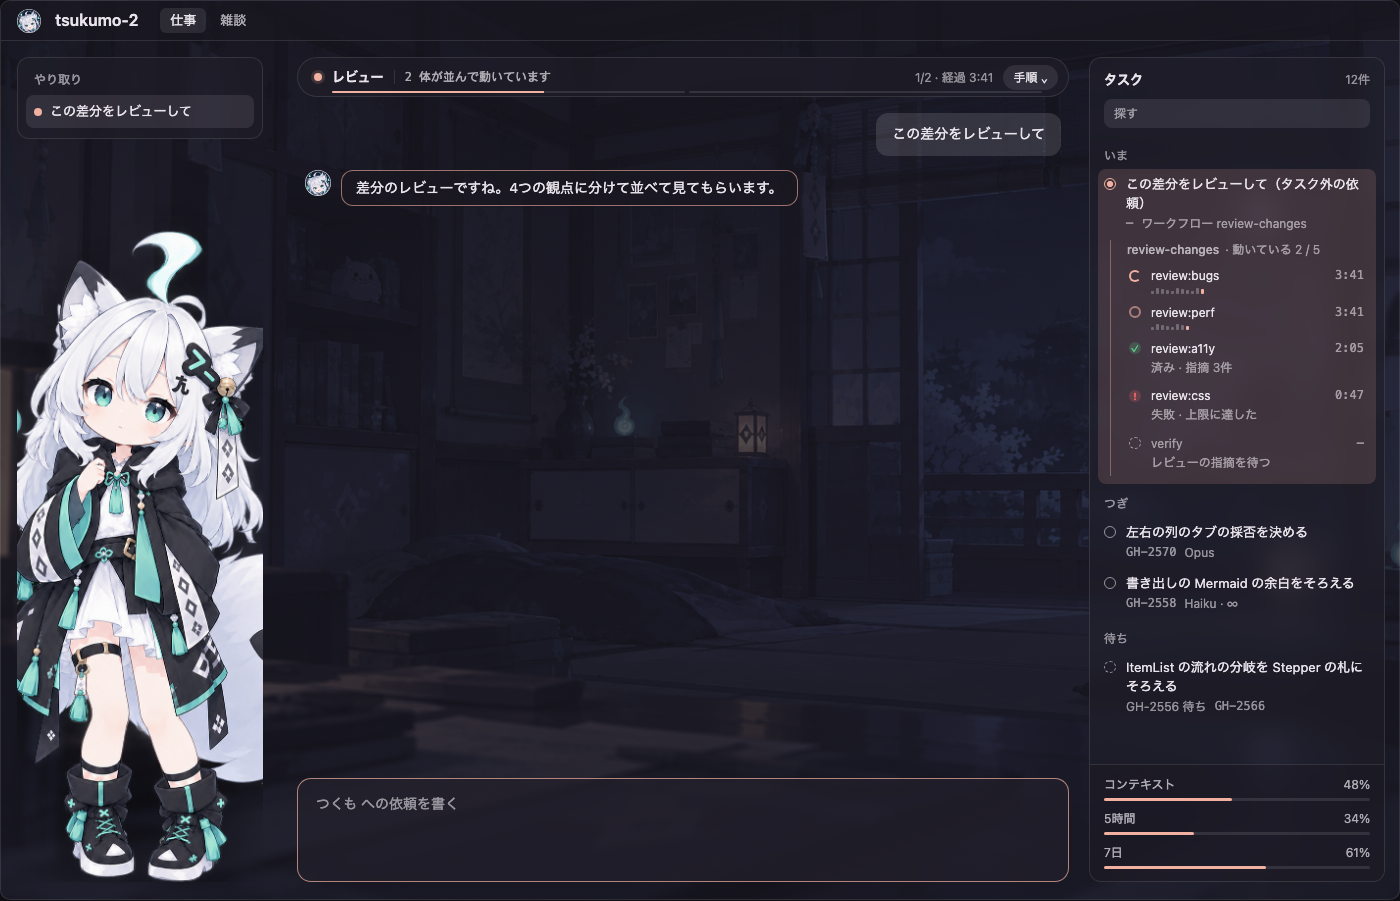 tsukumo-2
仕事
雑談
やり取り
この差分をレビューして
レビュー
2 体が並んで動いています
1/2 · 経過 3:41
手順
この差分をレビューして
差分のレビューですね。4つの観点に分けて並べて見てもらいます。
つくも への依頼を書く
タスク
12件
探す
いま
この差分をレビューして（タスク外の依
頼）
– ワークフロー review-changes
review-changes · 動いている 2 / 5
review:bugs
3:41
review:perf
3:41
review:a11y
2:05
済み · 指摘 3件
review:css
0:47
失敗 · 上限に達した
verify
–
レビューの指摘を待つ
つぎ
左右の列のタブの採否を決める
GH-2570 Opus
書き出しの Mermaid の余白をそろえる
GH-2558 Haiku · ∞
待ち
ItemList の流れの分岐を Stepper の札に
そろえる
GH-2556 待ち GH-2566
コンテキスト
48%
5時間
34%
7日
61%